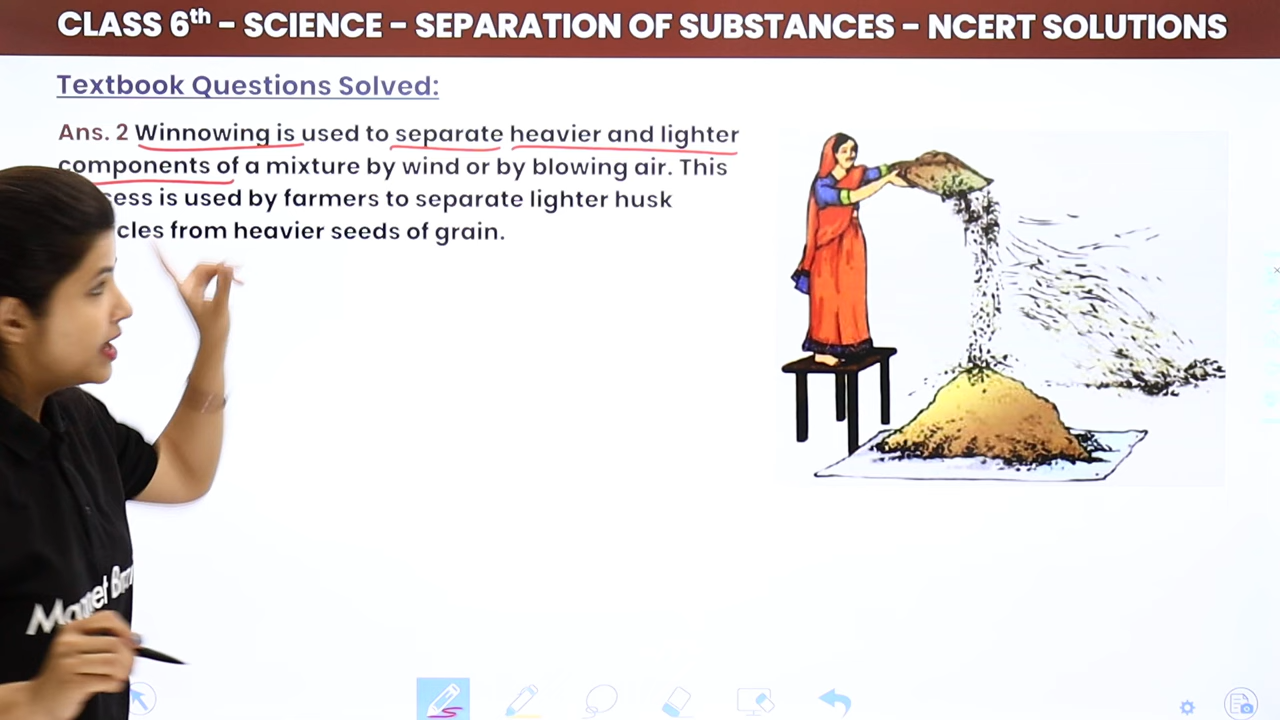 CLASS 6th – SCIENCE – SEPARATION OF SUBSTANCES – NCERT SOLUTIONS
Textbook Questions Solved:
Ans. 2 Winnowing is used to separate heavier and lighter
components of a mixture by wind or by blowing air. This
is used by farmers to separate lighter husk
from heavier seeds of grain.